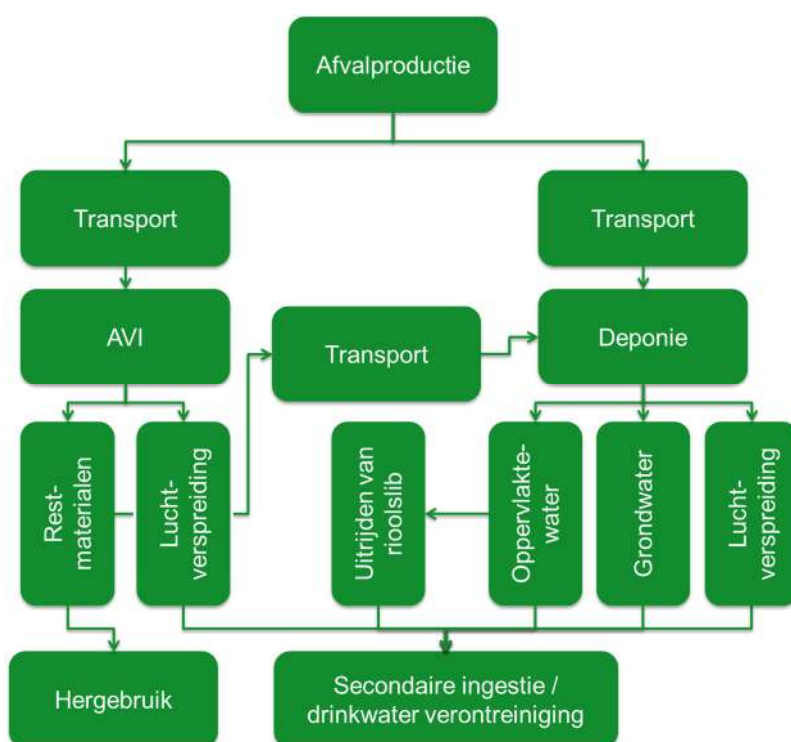 Afvalproductie
Transport
Transport
AVI
Transport
Deponie
Rest-
materialen
Lucht-
verspreiding
Uitrijden van
rioolslib
Oppervlakte-
water
Grondwater
Lucht-
verspreiding
Hergebruik
Secondaire ingestie /
drinkwater verontreiniging